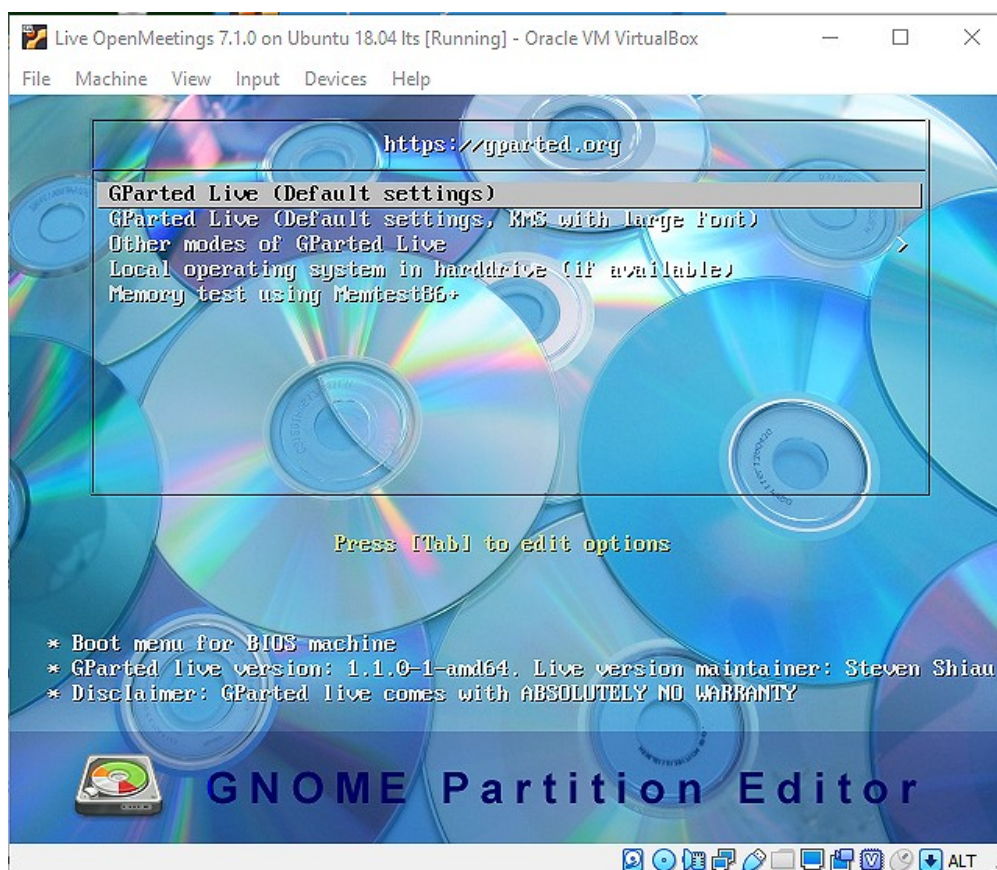 Live OpenMeetings 7.1.0 on Ubuntu 18.04 lts [Running] - Oracle VM VirtualBox
File Machine View Input Devices Help
https://gparted.org
GParted Live (Default settings)
GParted Live (Default settings, KMS with large font)
Other modes of GParted Live >
Local operating system in harddrive (if available)
Memory test using Memtest86+
Press [Tab] to edit options
* Boot menu for BIOS machine
* GParted live version: 1.1.0-1-amd64. Live version maintainer: Steven Shiau
* Disclaimer: GParted live comes with ABSOLUTELY NO WARRANTY
GNOME Partition Editor
ALT